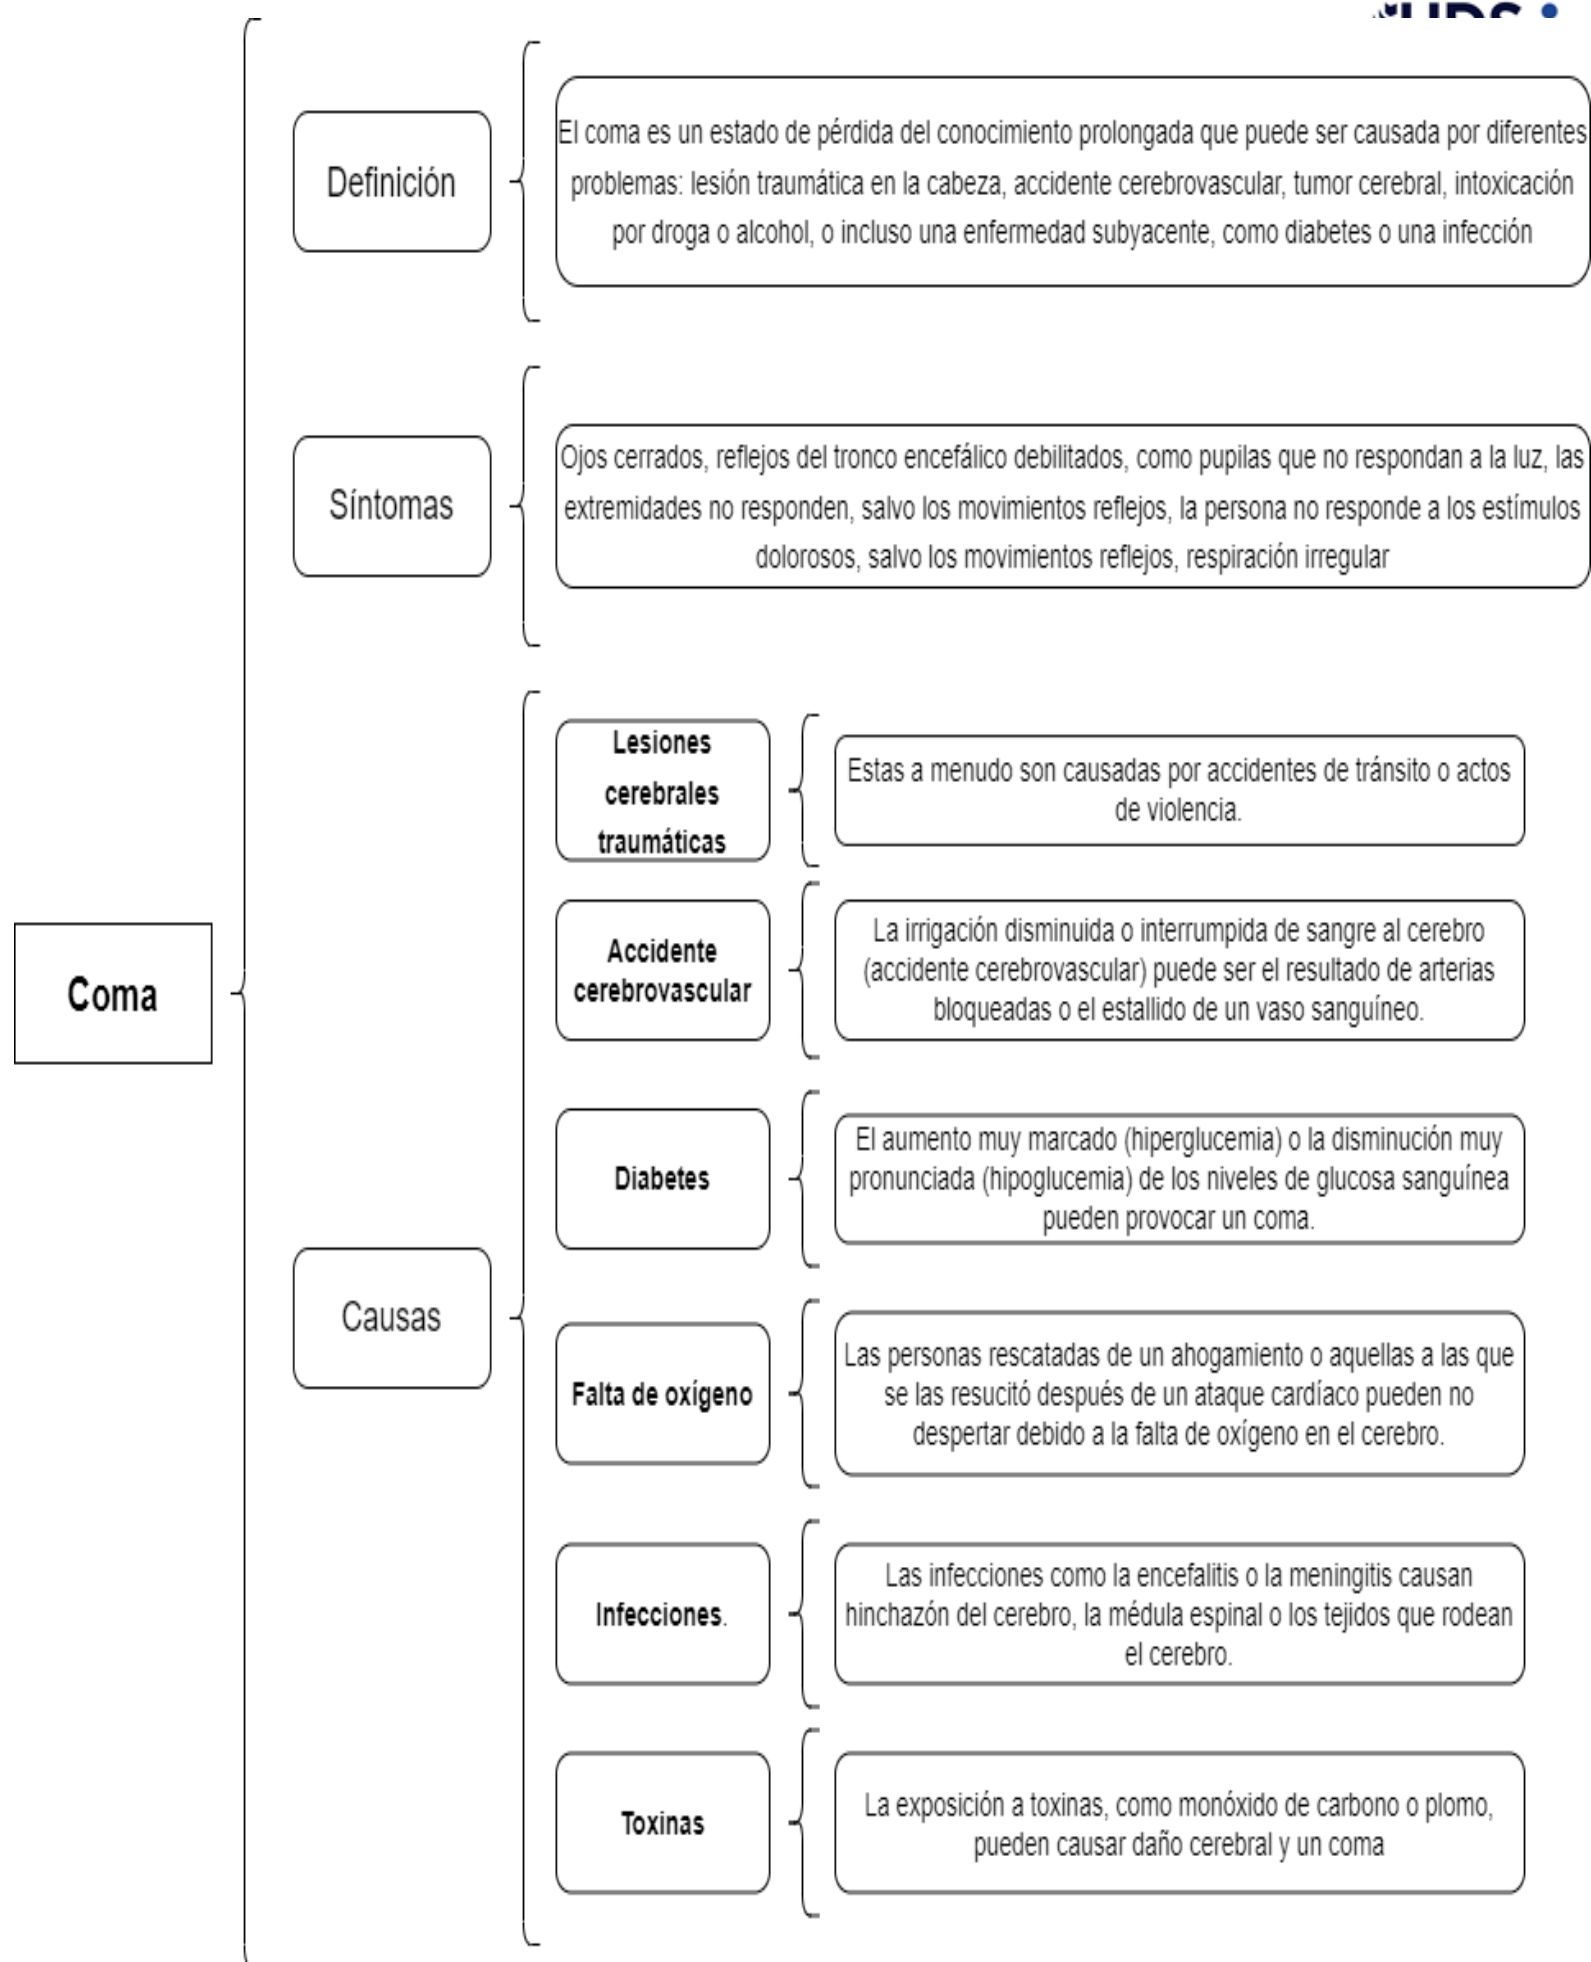 Definición
El coma es un estado de pérdida del conocimiento prolongada que puede ser causada por diferentes
problemas: lesión traumática en la cabeza, accidente cerebrovascular, tumor cerebral, intoxicación
por droga o alcohol, o incluso una enfermedad subyacente, como diabetes o una infección
Síntomas
Ojos cerrados, reflejos del tronco encefálico debilitados, como pupilas que no respondan a la luz, las
extremidades no responden, salvo los movimientos reflejos, la persona no responde a los estímulos
dolorosos, salvo los movimientos reflejos, respiración irregular
Coma
Causas
Lesiones
cerebrales
traumáticas
Estas a menudo son causadas por accidentes de tránsito o actos
de violencia.
Accidente
cerebrovascular
La irrigación disminuida o interrumpida de sangre al cerebro
(accidente cerebrovascular) puede ser el resultado de arterias
bloqueadas o el estallido de un vaso sanguíneo.
Diabetes
El aumento muy marcado (hiperglucemia) o la disminución muy
pronunciada (hipoglucemia) de los niveles de glucosa sanguínea
pueden provocar un coma.
Falta de oxígeno
Las personas rescatadas de un ahogamiento o aquellas a las que
se las resucitó después de un ataque cardíaco pueden no
despertar debido a la falta de oxígeno en el cerebro.
Infecciones.
Las infecciones como la encefalitis o la meningitis causan
hinchazón del cerebro, la médula espinal o los tejidos que rodean
el cerebro.
Toxinas
La exposición a toxinas, como monóxido de carbono o plomo,
pueden causar daño cerebral y un coma